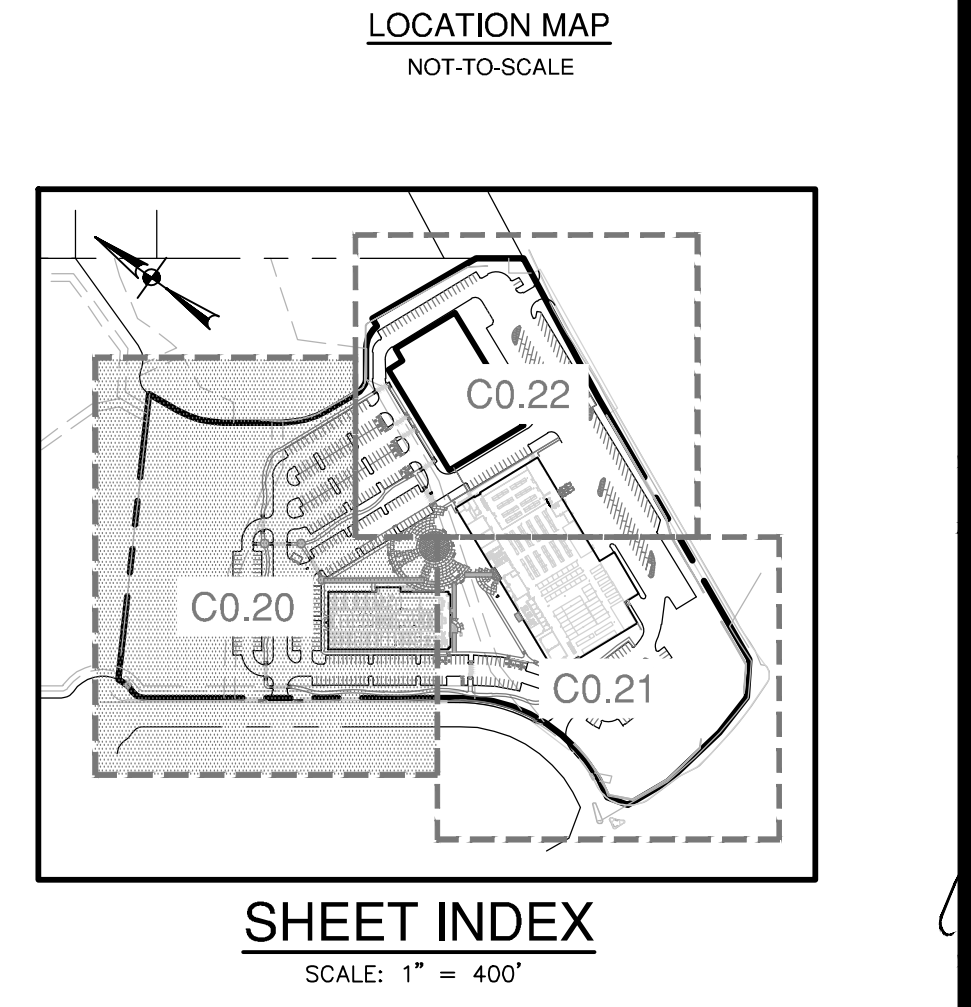 LOCATION MAP
NOT-TO-SCALE
C0.22
C0.20
C0.21
SHEET INDEX
SCALE: 1" = 400'